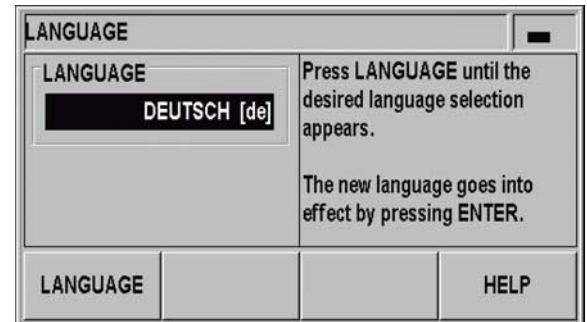 LANGUAGE
LANGUAGE
DEUTSCH [de]
Press LANGUAGE until the
desired language selection
appears.
The new language goes into
effect by pressing ENTER.
LANGUAGE
HELP